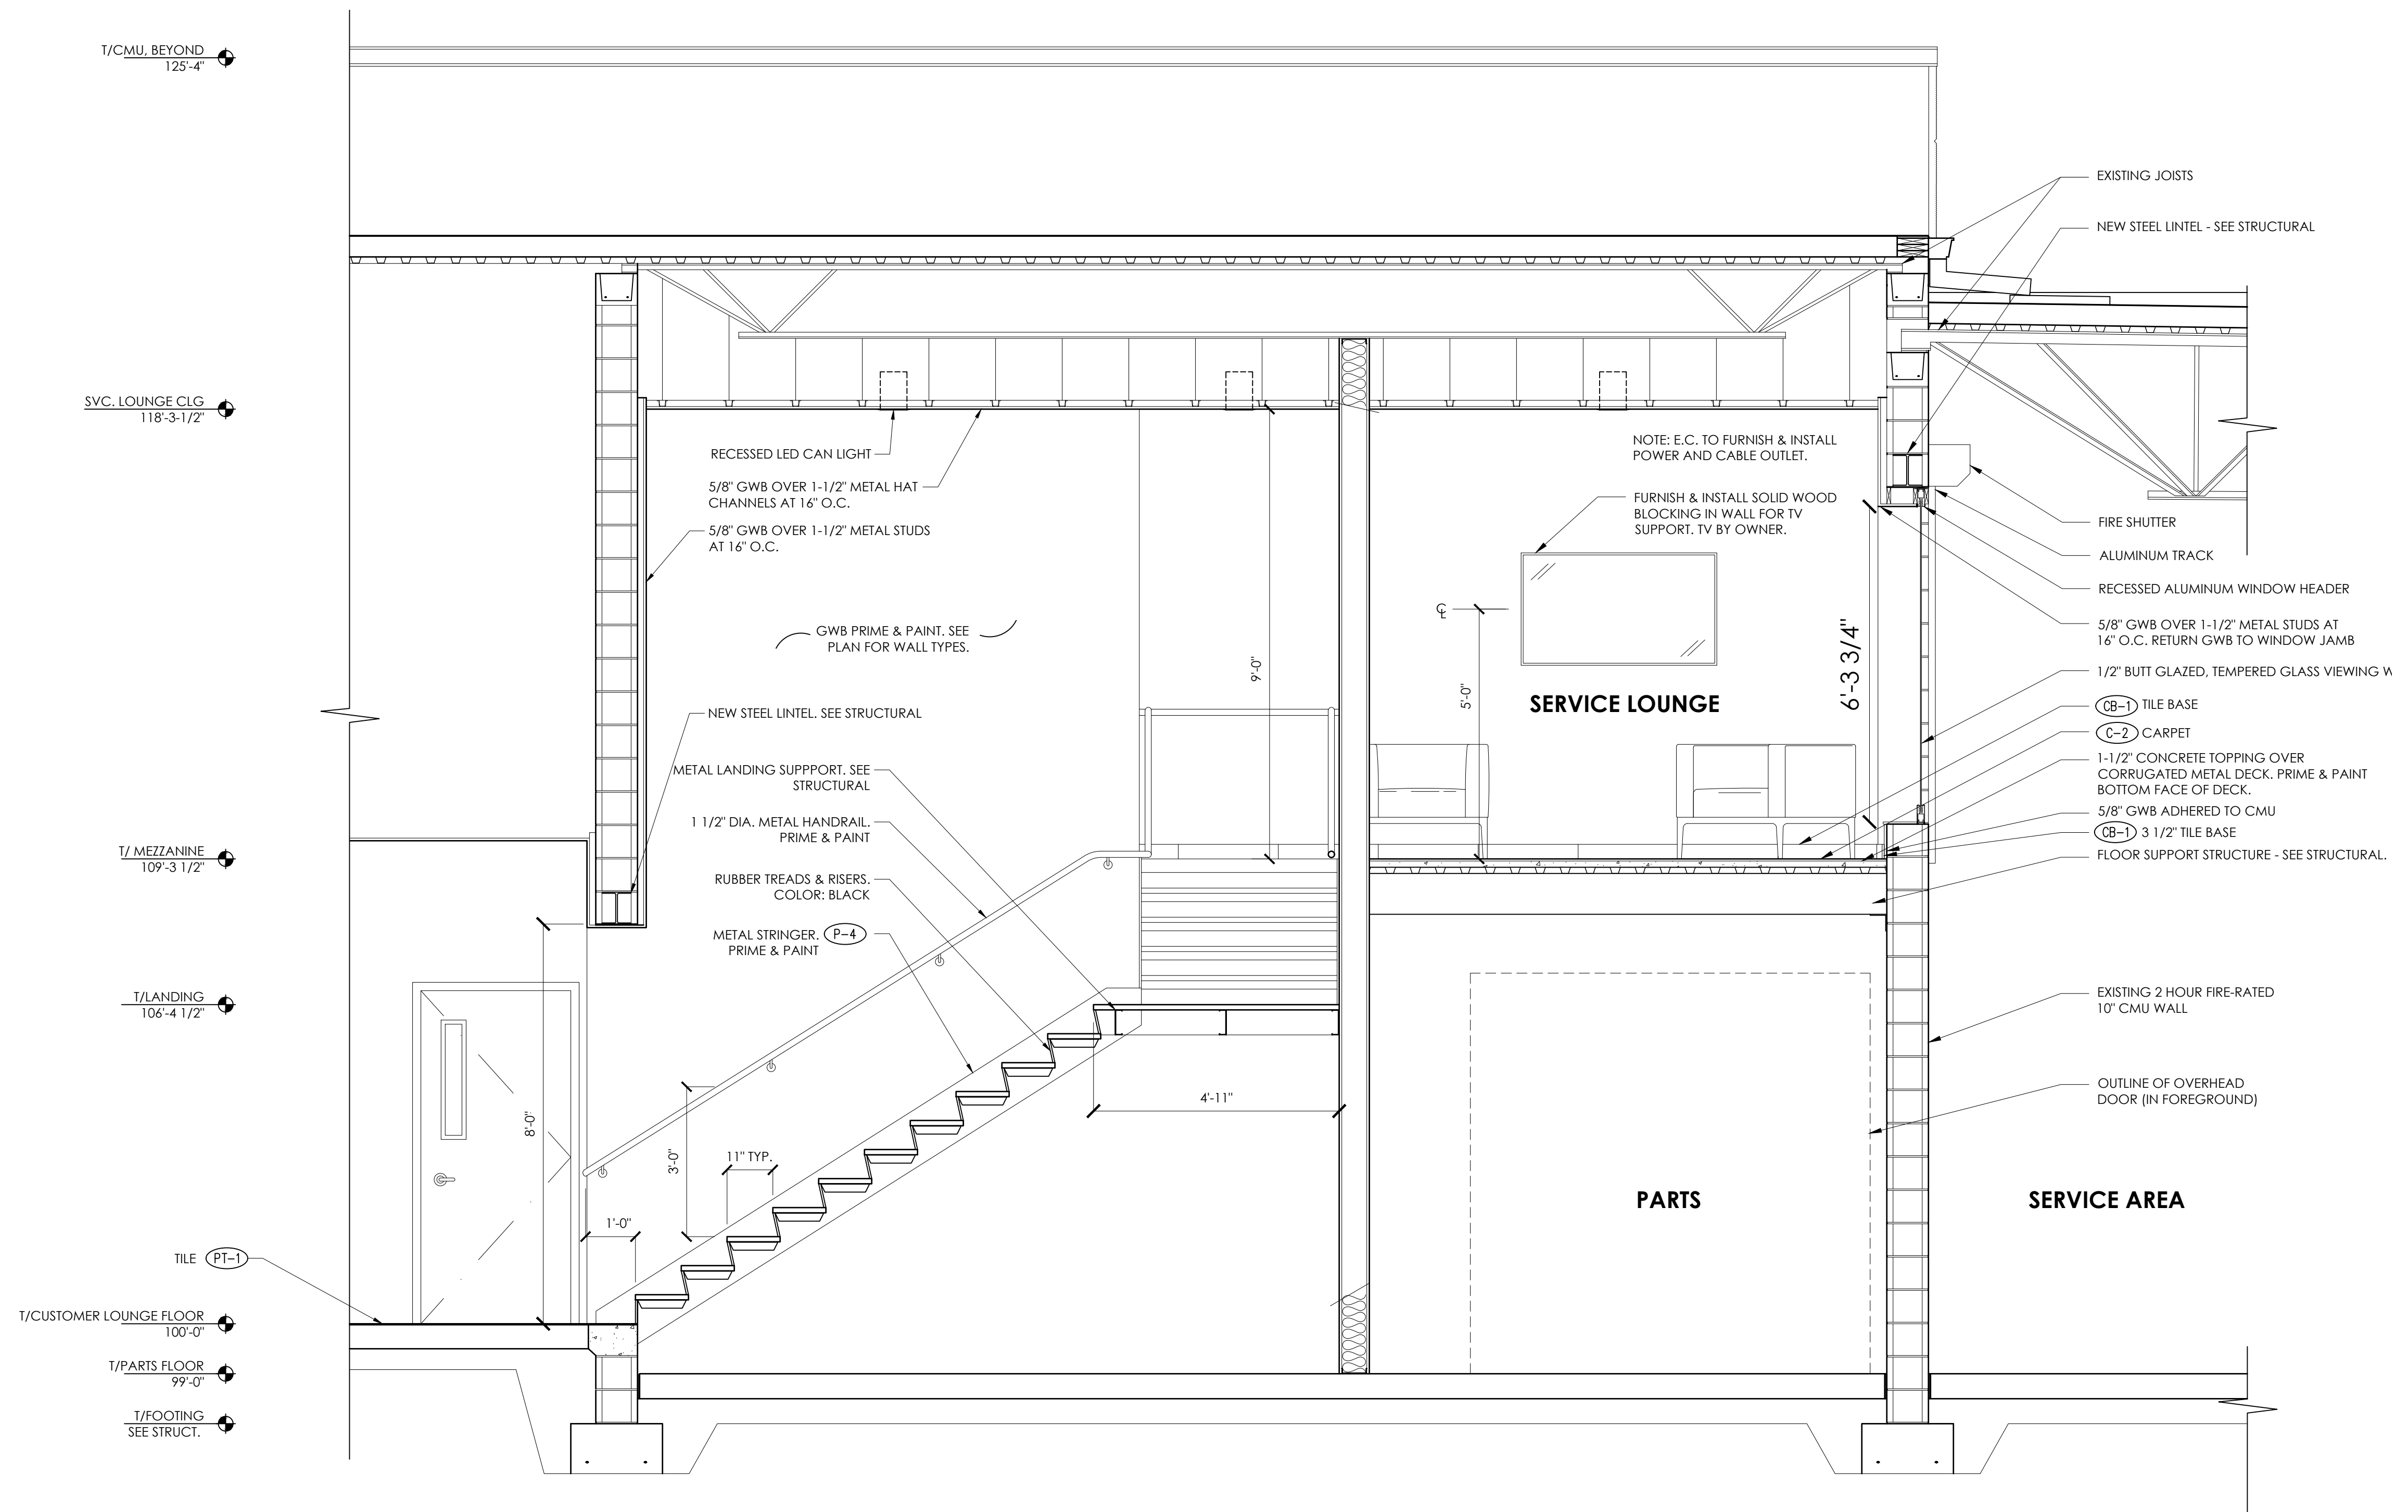 T/CMU, BEYOND
125'-4"
SVC. LOUNGE CLG
118'-3-1/2"
T/ MEZZANINE
109'-3 1/2"
T/LANDING
106'-4 1/2"
TILE PT-1
T/CUSTOMER LOUNGE FLOOR
100'-0"
T/PARTS FLOOR
99'-0"
T/FOOTING
SEE STRUCT.
RECESSED LED CAN LIGHT
5/8" GWB OVER 1-1/2" METAL HAT
CHANNELS AT 16" O.C.
5/8" GWB OVER 1-1/2" METAL STUDS
AT 16" O.C.
GWB PRIME & PAINT. SEE
PLAN FOR WALL TYPES.
NEW STEEL LINTEL. SEE STRUCTURAL
METAL LANDING SUPPPORT. SEE
STRUCTURAL
1 1/2" DIA. METAL HANDRAIL.
PRIME & PAINT
RUBBER TREADS & RISERS.
COLOR: BLACK
METAL STRINGER. P-4
PRIME & PAINT
8'-0"
1'-0"
3'-0"
11" TYP.
4'-11"
9'-0"
NOTE: E.C. TO FURNISH & INSTALL
POWER AND CABLE OUTLET.
FURNISH & INSTALL SOLID WOOD
BLOCKING IN WALL FOR TV
SUPPORT. TV BY OWNER.
CL
5'-0"
SERVICE LOUNGE
6'-3 3/4"
PARTS
SERVICE AREA
EXISTING JOISTS
NEW STEEL LINTEL - SEE STRUCTURAL
FIRE SHUTTER
ALUMINUM TRACK
RECESSED ALUMINUM WINDOW HEADER
5/8" GWB OVER 1-1/2" METAL STUDS AT
16" O.C. RETURN GWB TO WINDOW JAMB
1/2" BUTT GLAZED, TEMPERED GLASS VIEWING W
CB-1 TILE BASE
C-2 CARPET
1-1/2" CONCRETE TOPPING OVER
CORRUGATED METAL DECK. PRIME & PAINT
BOTTOM FACE OF DECK.
5/8" GWB ADHERED TO CMU
CB-1 3 1/2" TILE BASE
FLOOR SUPPORT STRUCTURE - SEE STRUCTURAL.
EXISTING 2 HOUR FIRE-RATED
10" CMU WALL
OUTLINE OF OVERHEAD
DOOR (IN FOREGROUND)